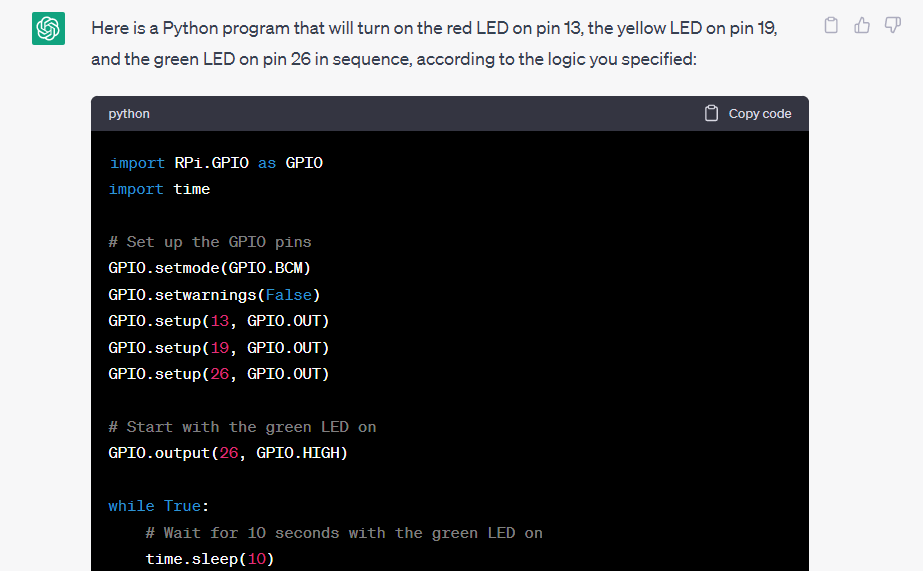 Here is a Python program that will turn on the red LED on pin 13, the yellow LED on pin 19,
and the green LED on pin 26 in sequence, according to the logic you specified:
python
Copy code
import RPi.GPIO as GPIO
import time
# Set up the GPIO pins
GPIO.setmode(GPIO.BCM)
GPIO.setwarnings(False)
GPIO.setup(13, GPIO.OUT)
GPIO.setup(19, GPIO.OUT)
GPIO.setup(26, GPIO.OUT)
# Start with the green LED on
GPIO.output(26, GPIO.HIGH)
while True:
    # Wait for 10 seconds with the green LED on
    time.sleep(10)